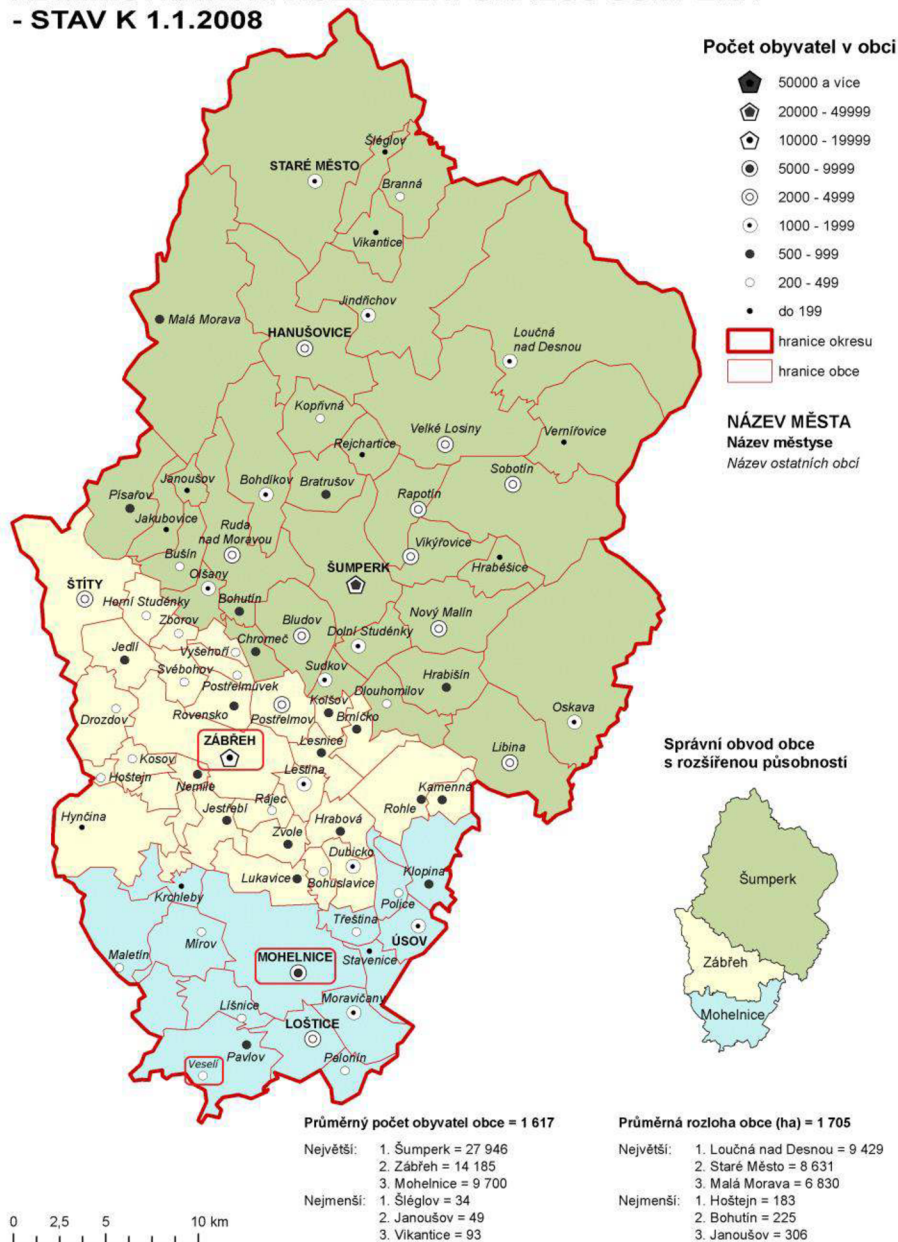 - STAV K 1.1.2008
Počet obyvatel v obci
50000 a vice
20000 - 49999
10000 - 19999
5000 - 9999
2000 - 4999
1000 - 1999
500 - 999
200 - 499
do 199
hranice okresu
hranice obce
NÁZEV MĚSTA
Název městyse
Název ostatních obcí
Šléglov
STARÉ MĚSTO
Branná
Vikantice
Jindřichov
Malá Morava
HANUŠOVICE
Loučná
nad Desnou
Kopřivná
Velké Losiny
Vernířovice
Rejchartice
Sobotín
Janoušov
Bohdíkov
Bratrušov
Písařov
Rapotín
Jakubovice
Ruda
nad Moravou
Vikýřovice
Bušín
ŠUMPERK
Hraběšice
Olšany
ŠTÍTY
Horní Studénky
Bohutín
Nový Malín
Zborov
Bludov
Dolní Studénky
Chromeč
Jedlí
Vyšehoří
Svébohov
Sudkov
Hrabišín
Postřelmůvek
Dlouhomilov
Kolšov
Drozdov
Rovensko
Postřelmov
Brníčko
Oskava
ZÁBŘEH
Lesnice
Libina
Kosov
Hoštejn
Nemile
Leština
Kamenná
Rájec
Rohle
Jestřebí
Hynčina
Hrabová
Zvole
Dubicko
Klopina
Lukavice
Bohuslavice
Krchleby
Police
Třeština
Mírov
ÚSOV
Maletín
MOHELNICE
Stavenice
Líšnice
Moravičany
LOŠTICE
Pavlov
Veselí
Palonín
Správní obvod obce
s rozšířenou působností
Šumperk
Zábřeh
Mohelnice
Průměrný počet obyvatel obce = 1 617
Největší: 1. Šumperk = 27 946
2. Zábřeh = 14 185
3. Mohelnice = 9 700
Nejmenší: 1. Šléglov = 34
2. Janoušov = 49
3. Vikantice = 93
Průměrná rozloha obce (ha) = 1 705
Největší: 1. Loučná nad Desnou = 9 429
2. Staré Město = 8 631
3. Malá Morava = 6 830
Nejmenší: 1. Hoštejn = 183
2. Bohutín = 225
3. Janoušov = 306
0 2,5 5 10 km